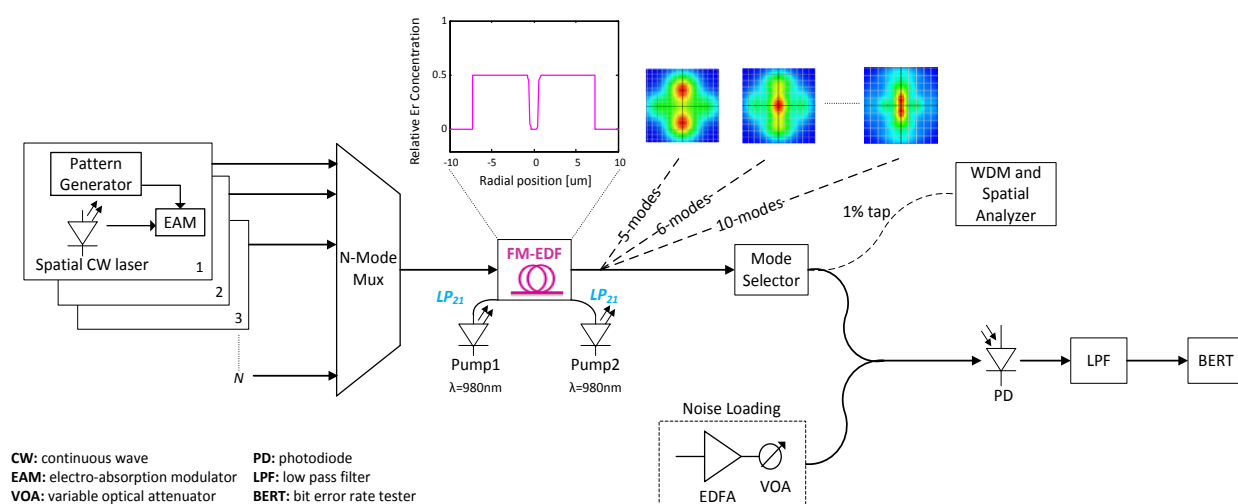 Relative Er Concentration
1
0.5
0
-10
-5
0
5
10
Radial position [um]
Pattern
Generator
EAM
Spatial CW laser
1
2
3
N
N-Mode
Mux
FM-EDF
LP21
LP21
Pump1
λ=980nm
Pump2
λ=980nm
5-modes
6-modes
10-modes
Mode
Selector
1% tap
WDM and
Spatial
Analyzer
Noise Loading
EDFA
VOA
PD
LPF
BERT
CW: continuous wave
EAM: electro-absorption modulator
VOA: variable optical attenuator
PD: photodiode
LPF: low pass filter
BERT: bit error rate tester